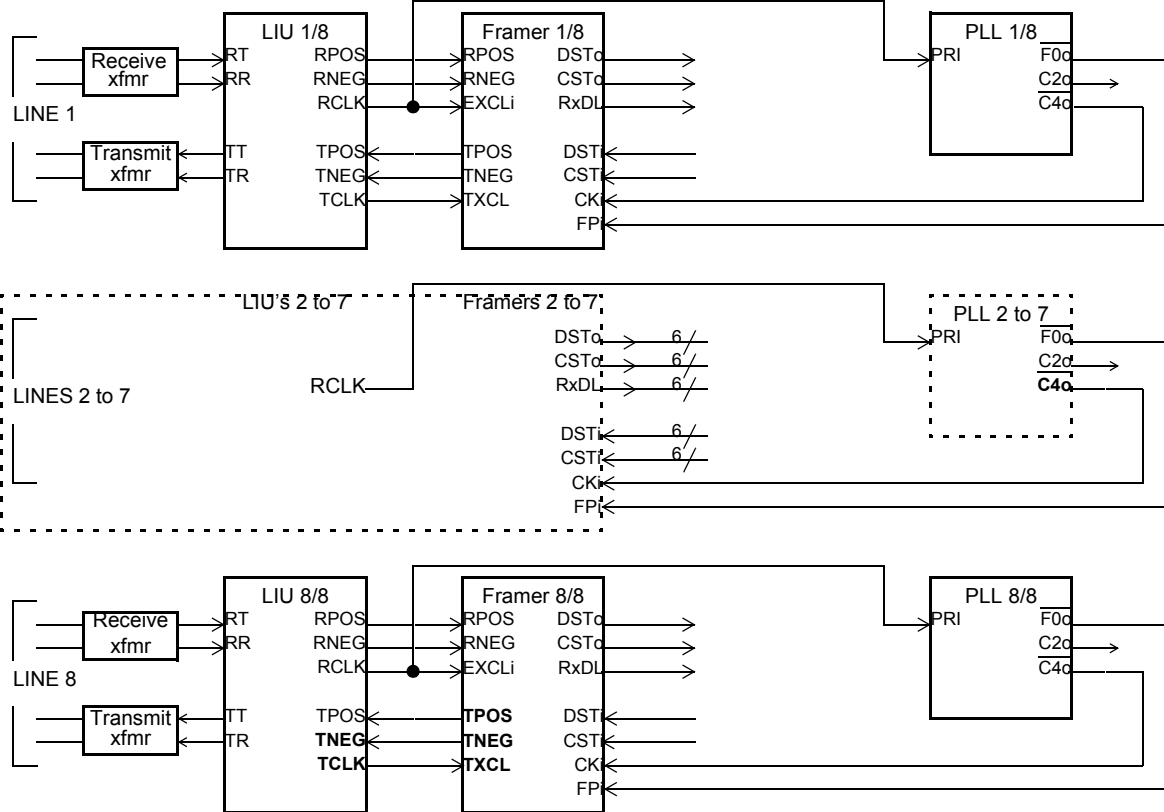 LIU 1/8
Framer 1/8
PLL 1/8
Receive
xfmr
RT RPOS
RR RNEG
RCLK
RPOS DSTo
RNEG CSTo
EXCLi RxDL
PRI F0o
C2o
C4o
LINE 1
Transmit
xfmr
TT TPOS
TR TNEG
TCLK
TPOS DSTi
TNEG CSTi
TXCL CKi
FPi
LIU's 2 to 7
Framers 2 to 7
PLL 2 to 7
DSTo 6
CSTo 6
RxDL 6
PRI F0o
C2o
C4o
LINES 2 to 7
RCLK
DSTi 6
CSTi 6
CKi
FPi
LIU 8/8
Framer 8/8
PLL 8/8
Receive
xfmr
RT RPOS
RR RNEG
RCLK
RPOS DSTo
RNEG CSTo
EXCLi RxDL
PRI F0o
C2o
C4o
LINE 8
Transmit
xfmr
TT TPOS
TR TNEG
TCLK
TPOS DSTi
TNEG CSTi
TXCL CKi
FPi